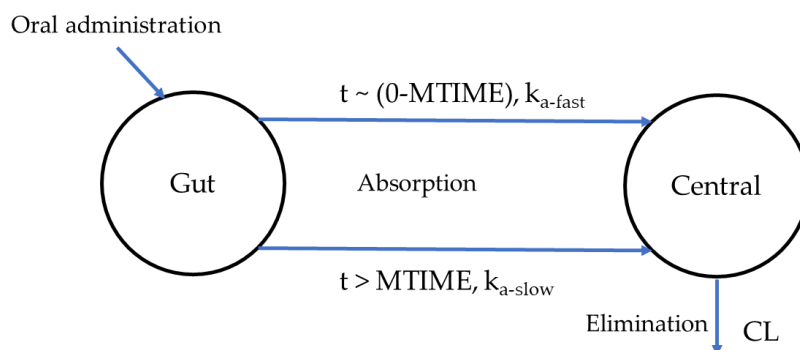 Oral administration
t ~ (0-MTIME), ka-fast
Gut
Absorption
Central
t > MTIME, ka-slow
Elimination
CL